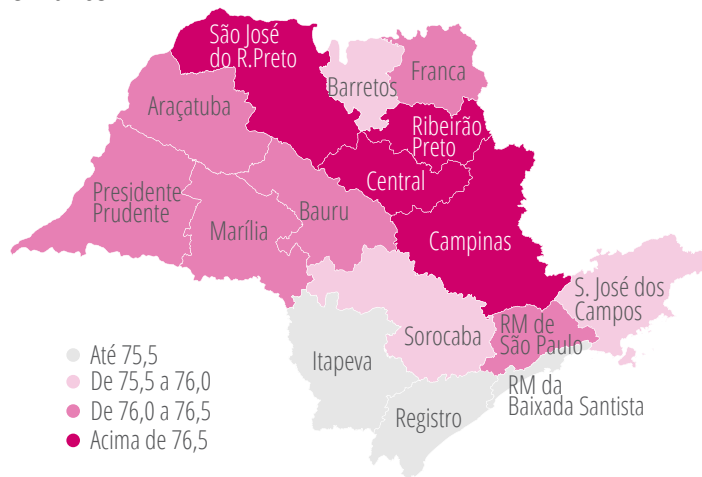 São José
do R.Preto
Barretos
Franca
Araçatuba
Ribeirão
Preto
Central
Presidente
Prudente
Bauru
Marília
Campinas
S. José dos
Campos
Sorocaba
RM de
São Paulo
Itapeva
RM da
Baixada Santista
Registro
Até 75,5
De 75,5 a 76,0
De 76,0 a 76,5
Acima de 76,5